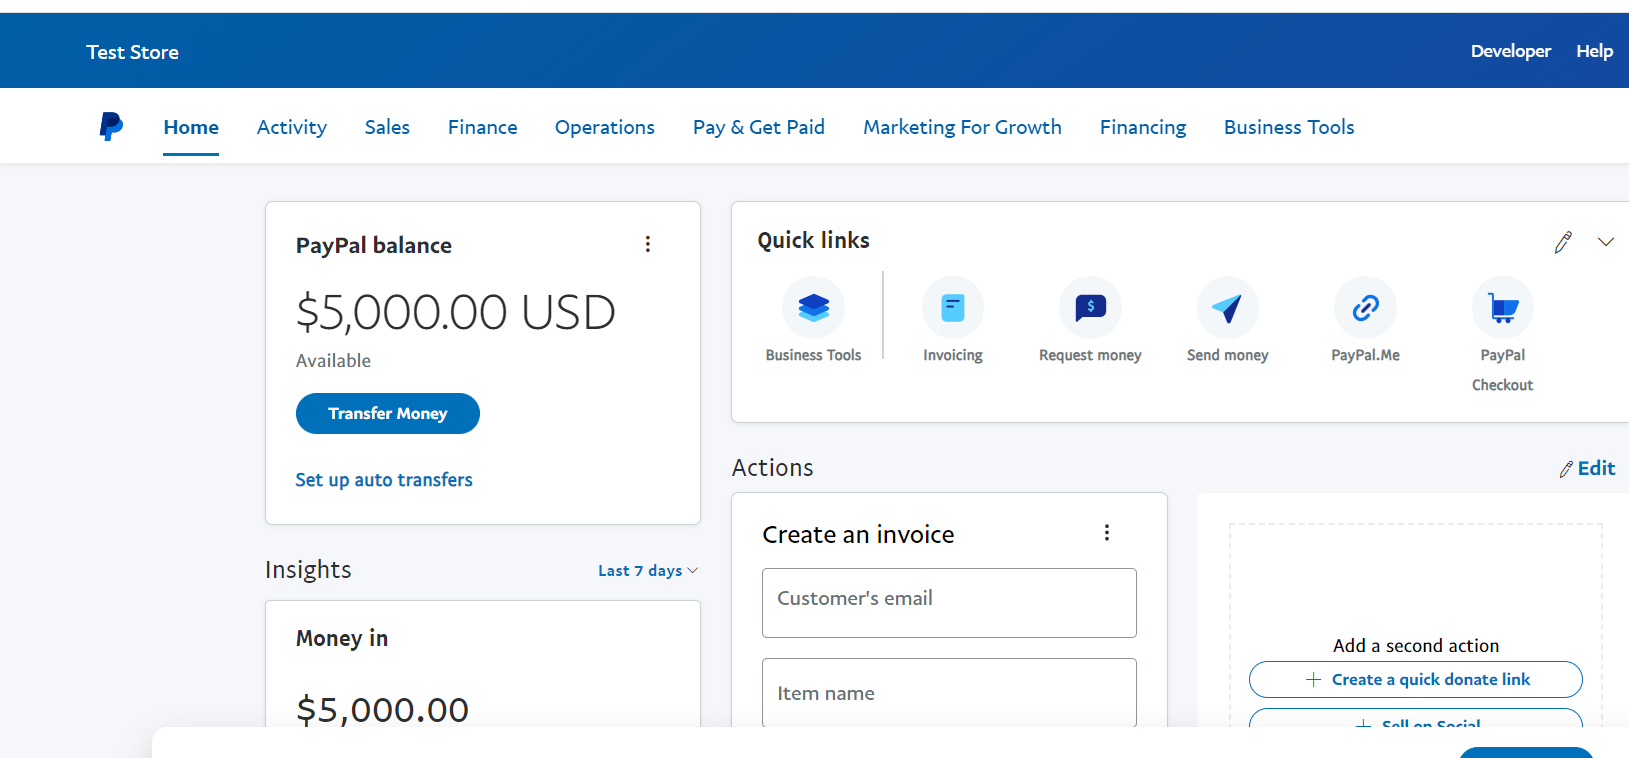 Test Store
Developer
Help
Home
Activity
Sales
Finance
Operations
Pay & Get Paid
Marketing For Growth
Financing
Business Tools
PayPal balance
$5,000.00 USD
Available
Transfer Money
Set up auto transfers
Quick links
Business Tools
Invoicing
Request money
Send money
PayPal.Me
PayPal
Checkout
Insights
Last 7 days
Money in
$5,000.00
Actions
Edit
Create an invoice
Customer's email
Item name
Add a second action
Create a quick donate link
Sell on Social